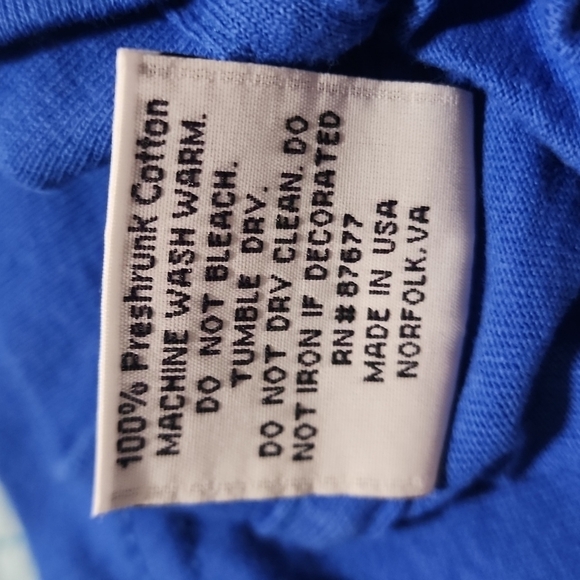 100% Preshrunk Cotton
MACHINE WASH WARM.
DO NOT BLEACH.
TUMBLE DRY.
DO NOT DRY CLEAN. DO
NOT IRON IF DECORATED
RN# 87677
MADE IN USA
NORFOLK, VA